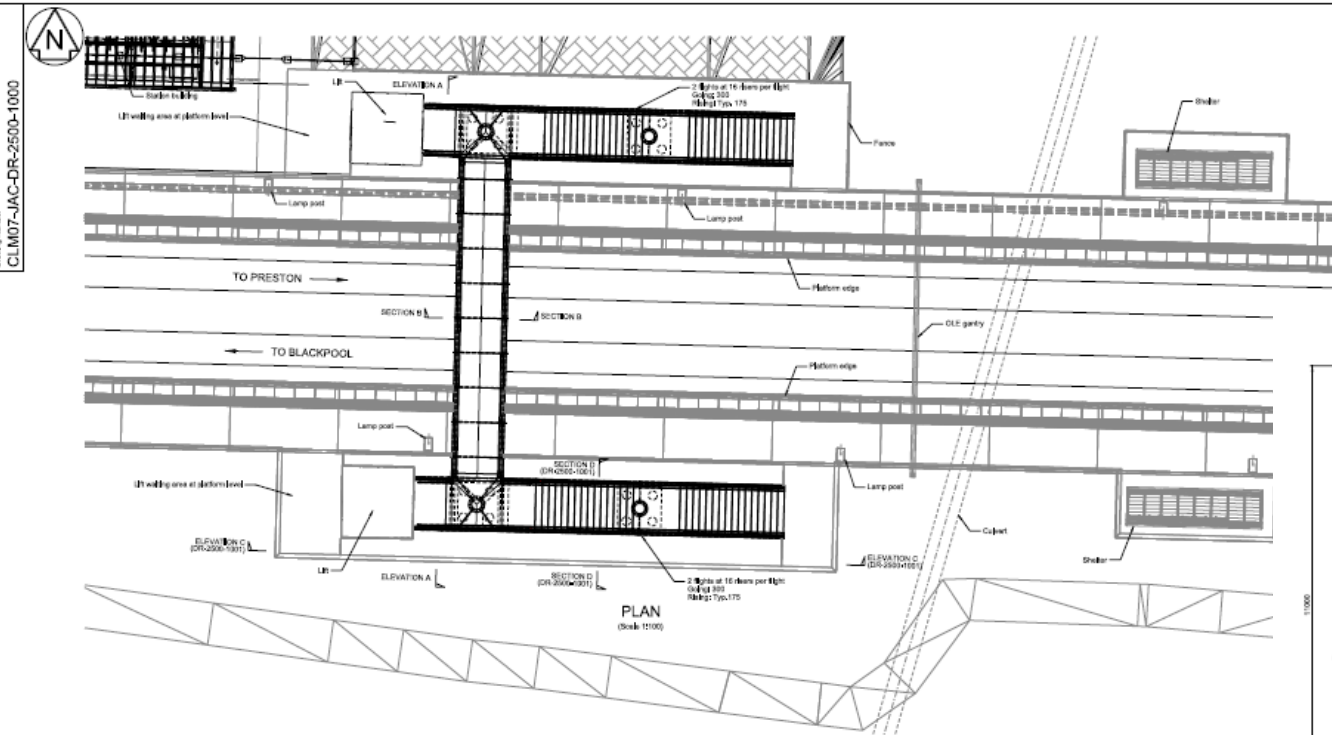 N
CLM07-JAC-DR-2500-1000
Station building
Lift waiting area at platform level
Lift
ELEVATION A
2 flights at 16 risers per flight
Going: 300
Rising: Typ. 175
Fence
Shelter
Lamp post
Lamp post
TO PRESTON
Platform edge
SECTION B
SECTION B
OLE gantry
TO BLACKPOOL
Platform edge
Lamp post
SECTION D
(DR-2500-1001)
Lift waiting area at platform level
Lamp post
Culvert
ELEVATION C
(DR-2500-1001)
ELEVATION C
(DR-2500-1001)
Lift
ELEVATION A
SECTION D
(DR-2500-1001)
2 flights at 16 risers per flight
Going: 300
Rising: Typ.175
Shelter
PLAN
(Scale 1:100)
11000